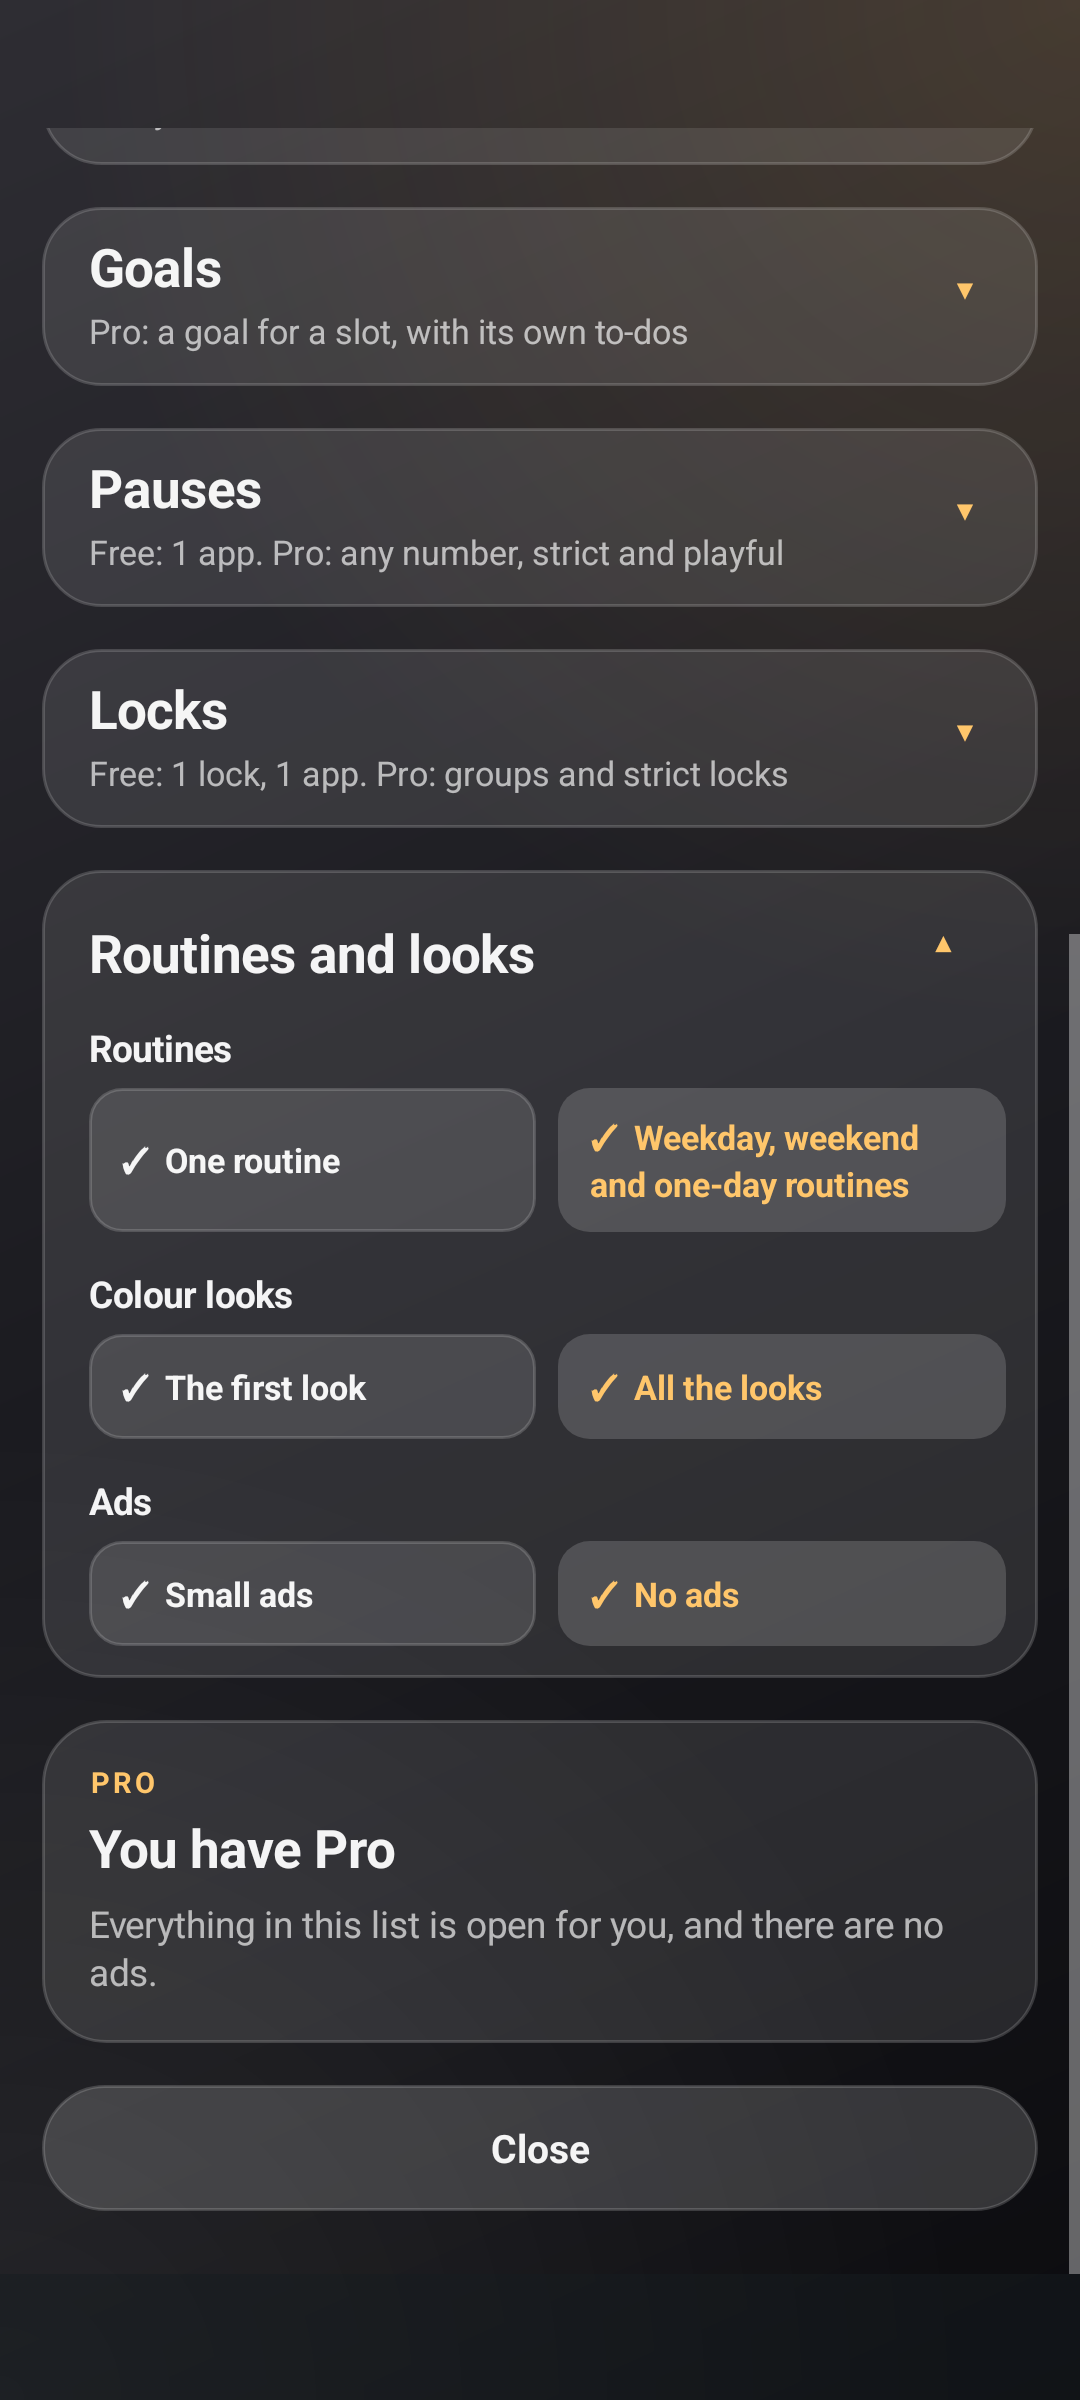 Goals
Pro: a goal for a slot, with its own to-dos
▼
Pauses
Free: 1 app. Pro: any number, strict and playful
▼
Locks
Free: 1 lock, 1 app. Pro: groups and strict locks
▼
Routines and looks
▲
Routines
✓ One routine
✓ Weekday, weekend
and one-day routines
Colour looks
✓ The first look
✓ All the looks
Ads
✓ Small ads
✓ No ads
PRO
You have Pro
Everything in this list is open for you, and there are no
ads.
Close